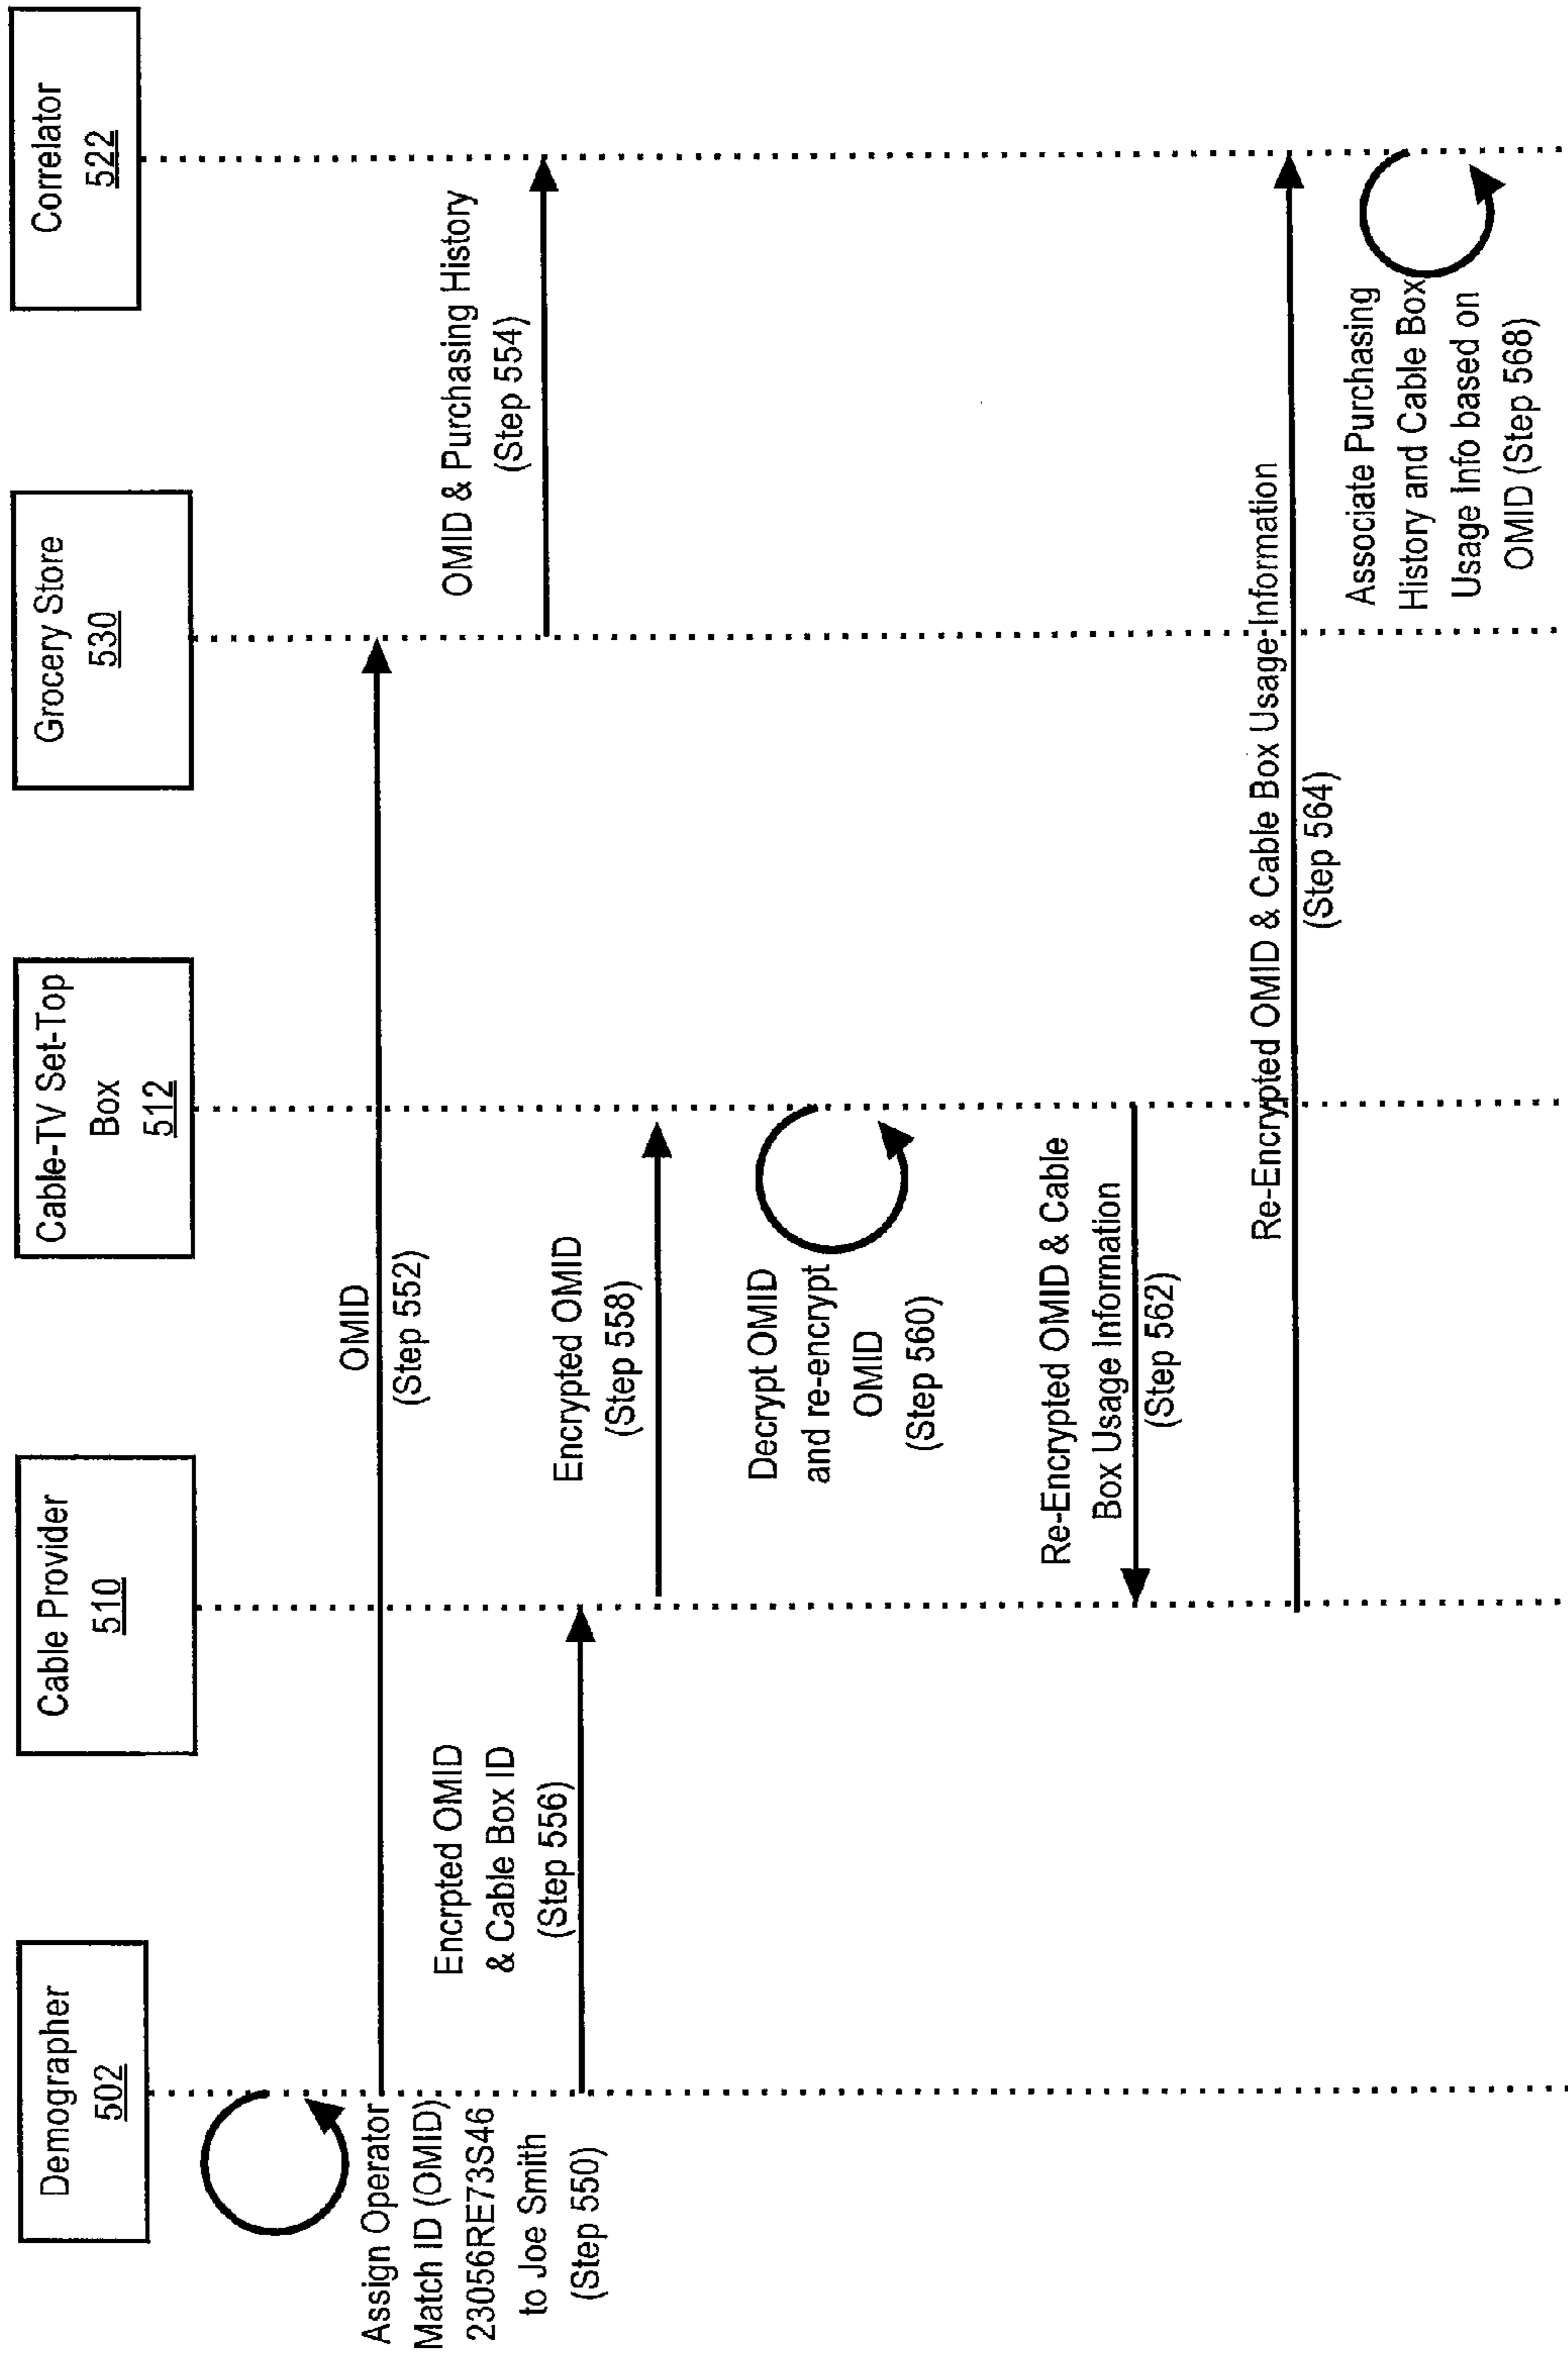 Demographer
502
Cable Provider
510
Cable-TV Set-Top
Box
512
Grocery Store
530
Correlator
522
Assign Operator
Match ID (OMID)
23056RE73S46
to Joe Smith
(Step 550)
OMID
(Step 552)
OMID & Purchasing History
(Step 554)
Encrpted OMID
& Cable Box ID
(Step 556)
Encrypted OMID
(Step 558)
Decrypt OMID
and re-encrypt
OMID
(Step 560)
Re-Encrypted OMID & Cable
Box Usage Information
(Step 562)
Re-Encrypted OMID & Cable Box Usage Information
(Step 564)
Associate Purchasing
History and Cable Box
Usage Info based on
OMID (Step 568)